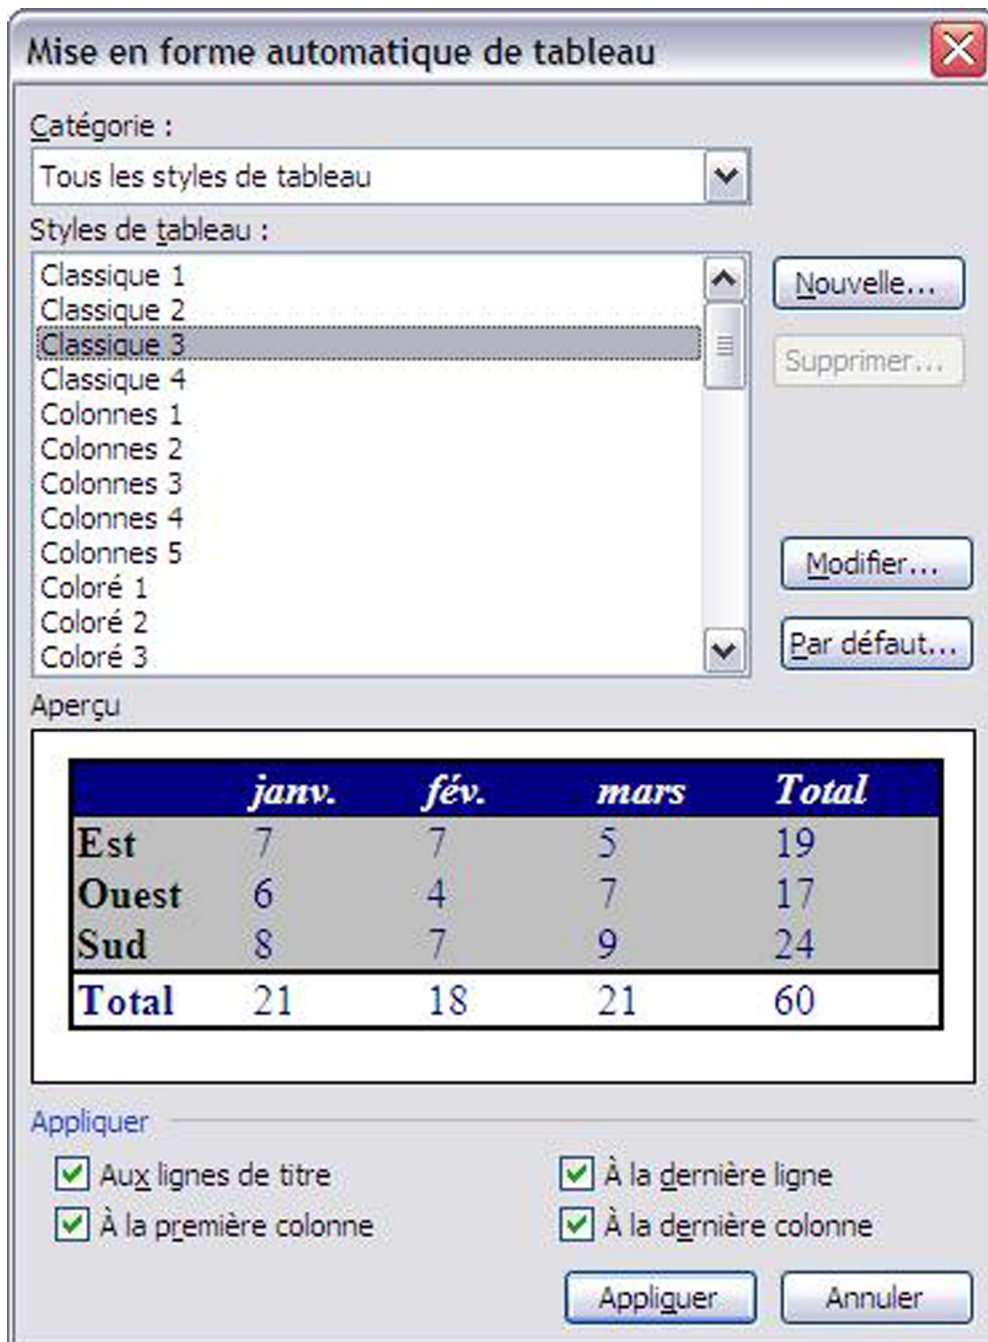 Mise en forme automatique de tableau
Catégorie :
Tous les styles de tableau
Styles de tableau :
Classique 1
Classique 2
Classique 3
Classique 4
Colonnes 1
Colonnes 2
Colonnes 3
Colonnes 4
Colonnes 5
Coloré 1
Coloré 2
Coloré 3
Nouvelle...
Supprimer...
Modifier...
Par défaut...
Aperçu
janv. fév. mars Total
Est 7 7 5 19
Ouest 6 4 7 17
Sud 8 7 9 24
Total 21 18 21 60
Appliquer
Aux lignes de titre
À la dernière ligne
À la première colonne
À la dernière colonne
Appliquer
Annuler